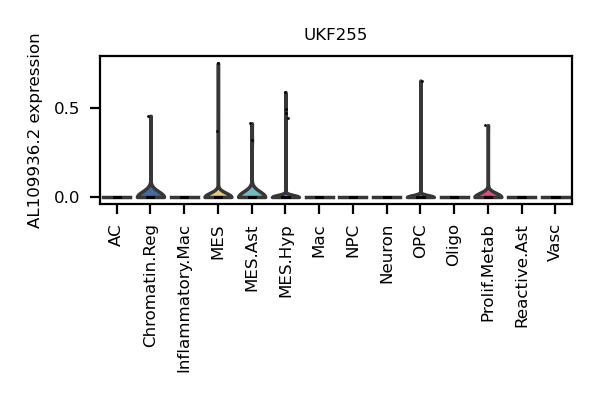 UKF255
AL109936.2 expression
0.5
0.0
AC
Chromatin.Reg
Inflammatory.Mac
MES
MES.Ast
MES.Hyp
Mac
NPC
Neuron
OPC
Oligo
Prolif.Metab
Reactive.Ast
Vasc